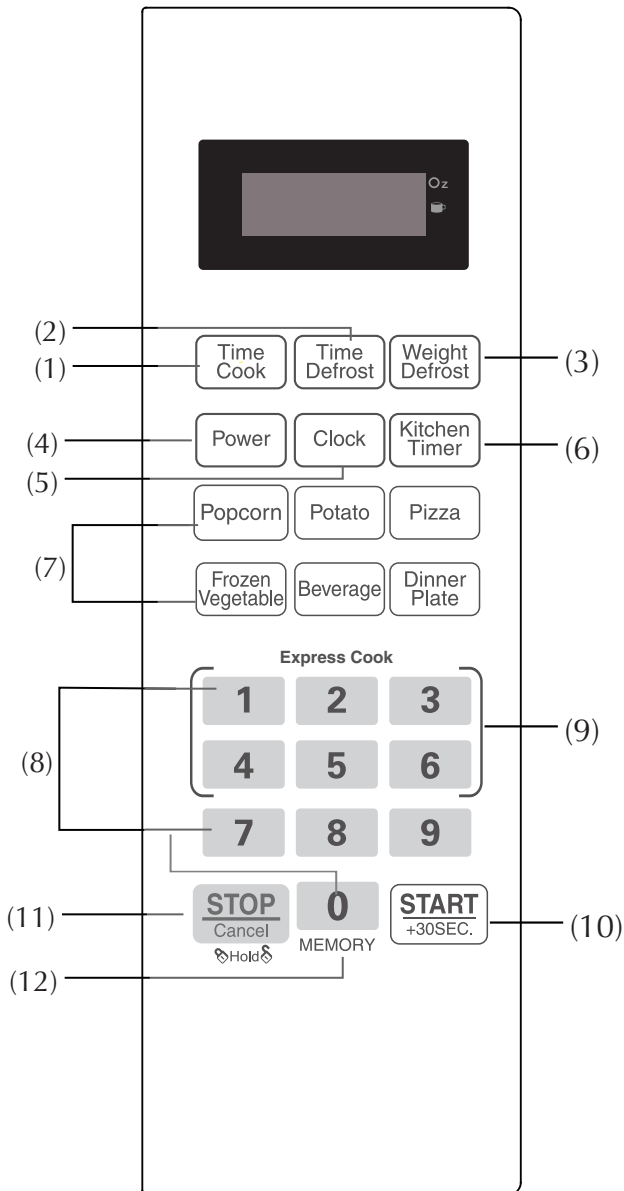 Oz
(2)
(1)
Time Cook
Time Defrost
Weight Defrost
(3)
(4)
Power
Clock
Kitchen Timer
(6)
(5)
Popcorn
Potato
Pizza
(7)
Frozen Vegetable
Beverage
Dinner Plate
Express Cook
1 2 3
(8)
(9)
4 5 6
7 8 9
(11)
STOP
Cancel
Hold
0
MEMORY
START
+30SEC.
(10)
(12)